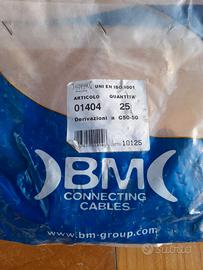 UNI EN ISO 9001
ARTICOLO QUANTITA'
01404 25
Derivazioni a C50-50
10125
BM
CONNECTING
CABLES
www.bm-group.com
Subito